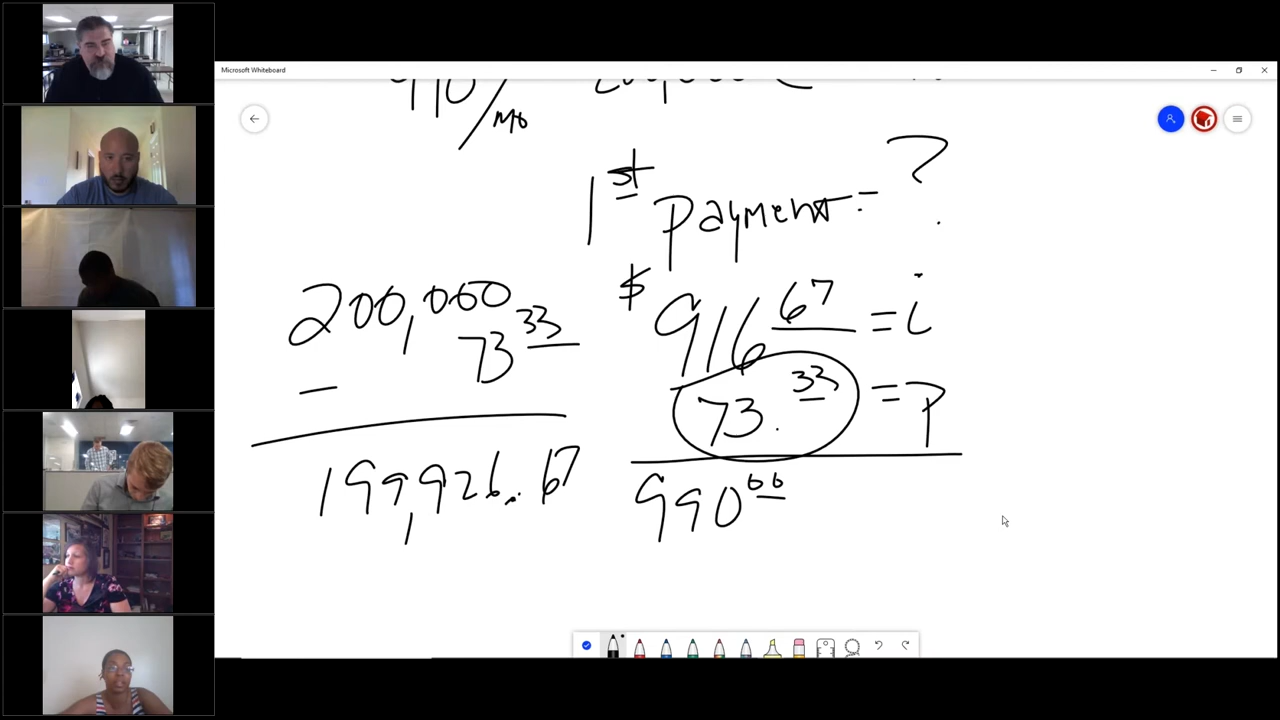 Microsoft Whiteboard
/MO
1st payment = ?
200,000
73 33
—
199,926.67
$ 916 67 = i
73. 33 = P
990 00